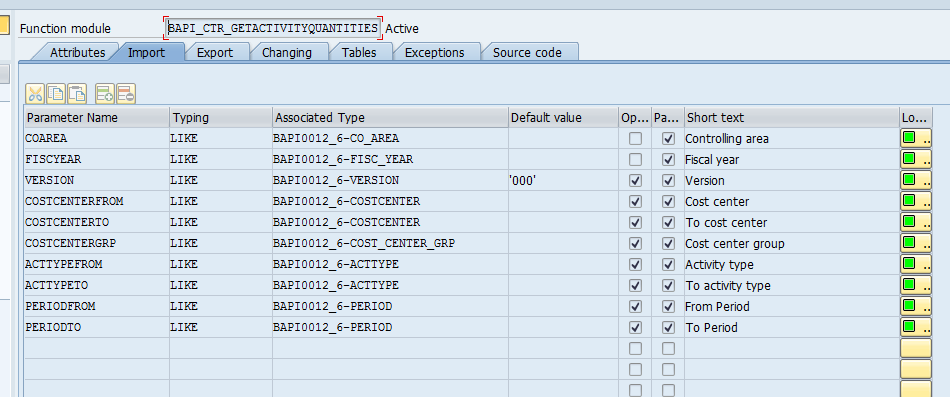 Function module BAPI_CTR_GETACTIVITYQUANTITIES Active
Attributes Import Export Changing Tables Exceptions Source code
Parameter Name Typing Associated Type Default value Op... Pa... Short text Lo...
COAREA LIKE BAPI0012_6-CO_AREA Controlling area ..
FISCYEAR LIKE BAPI0012_6-FISC_YEAR Fiscal year ..
VERSION LIKE BAPI0012_6-VERSION '000' Version ..
COSTCENTERFROM LIKE BAPI0012_6-COSTCENTER Cost center ..
COSTCENTERTO LIKE BAPI0012_6-COSTCENTER To cost center ..
COSTCENTERGRP LIKE BAPI0012_6-COST_CENTER_GRP Cost center group ..
ACTTYPEFROM LIKE BAPI0012_6-ACTTYPE Activity type ..
ACTTYPETO LIKE BAPI0012_6-ACTTYPE To activity type ..
PERIODFROM LIKE BAPI0012_6-PERIOD From Period ..
PERIODTO LIKE BAPI0012_6-PERIOD To Period ..